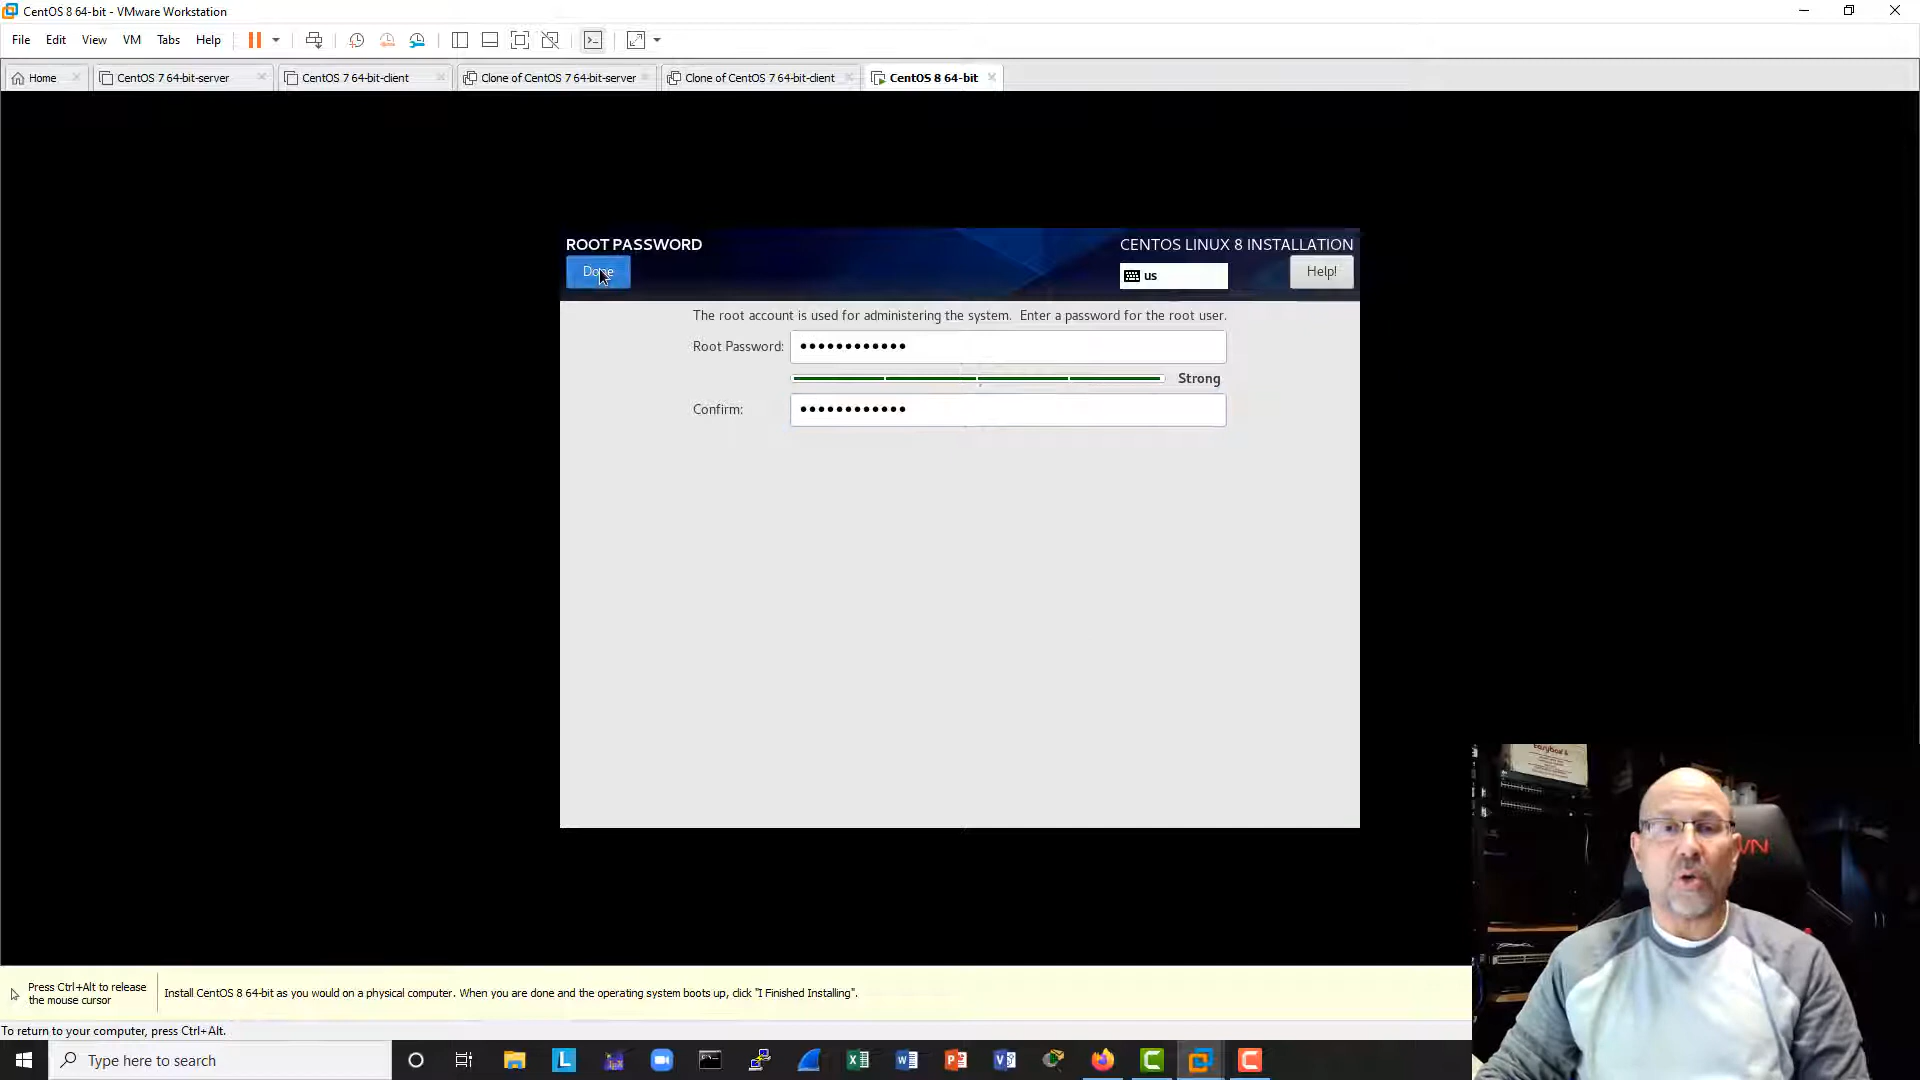 CentOS 8 64-bit - VMware Workstation
File Edit View VM Tabs Help
Home CentOS 7 64-bit-server CentOS 7 64-bit-client Clone of CentOS 7 64-bit-server Clone of CentOS 7 64-bit-client CentOS 8 64-bit
ROOT PASSWORD CENTOS LINUX 8 INSTALLATION
Done us Help!
The root account is used for administering the system. Enter a password for the root user.
Root Password: ••••••••••••
Strong
Confirm: ••••••••••••
Press Ctrl+Alt to release
the mouse cursor
Install CentOS 8 64-bit as you would on a physical computer. When you are done and the operating system boots up, click "I Finished Installing".
To return to your computer, press Ctrl+Alt.
Type here to search